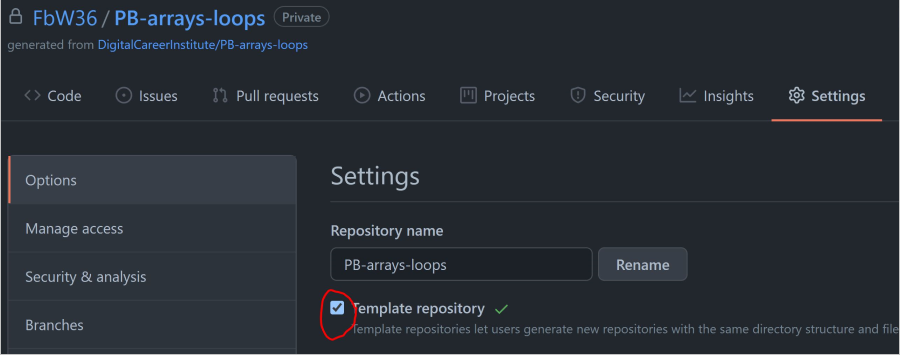 FbW36 / PB-arrays-loops Private
generated from DigitalCareerInstitute/PB-arrays-loops
Code Issues Pull requests Actions Projects Security Insights Settings
Options
Manage access
Security & analysis
Branches
Settings
Repository name
PB-arrays-loops Rename
Template repository
Template repositories let users generate new repositories with the same directory structure and file